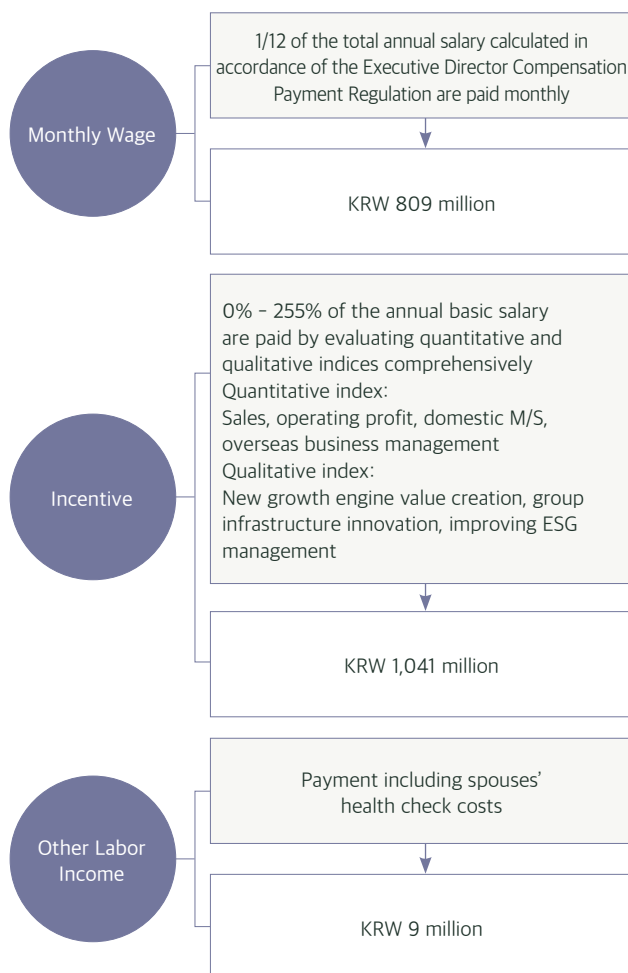 Monthly Wage
1/12 of the total annual salary calculated in
accordance of the Executive Director Compensation
Payment Regulation are paid monthly
KRW 809 million
Incentive
0% - 255% of the annual basic salary
are paid by evaluating quantitative and
qualitative indices comprehensively
Quantitative index:
Sales, operating profit, domestic M/S,
overseas business management
Qualitative index:
New growth engine value creation, group
infrastructure innovation, improving ESG
management
KRW 1,041 million
Other Labor
Income
Payment including spouses’
health check costs
KRW 9 million